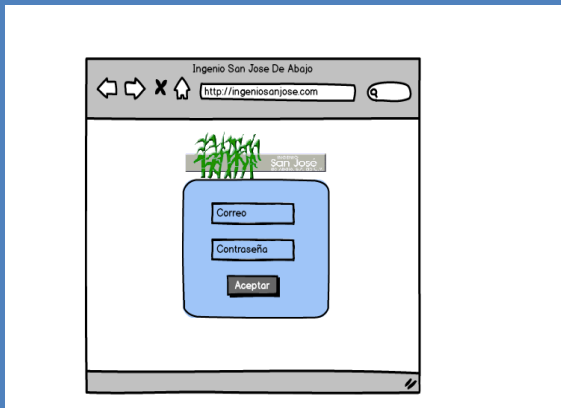 Ingenio San Jose De Abajo
http://ingeniosanjose.com
San Jose
Correo
Contraseña
Aceptar